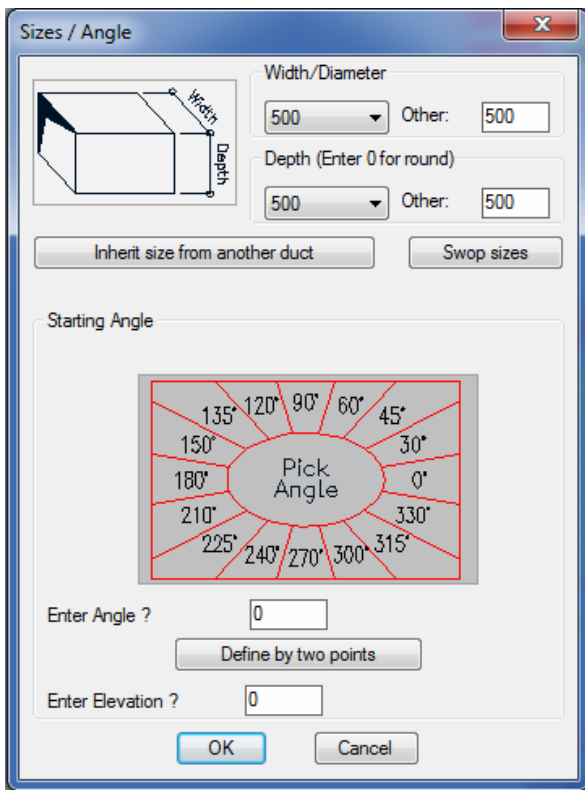 Sizes / Angle
Width
Depth
Width/Diameter
500 Other: 500
Depth (Enter 0 for round)
500 Other: 500
Inherit size from another duct Swop sizes
Starting Angle
135° 120° 90° 60° 45°
150° 30°
180° Pick Angle 0°
210° 330°
225° 240° 270° 300° 315°
Enter Angle ? 0
Define by two points
Enter Elevation ? 0
OK Cancel